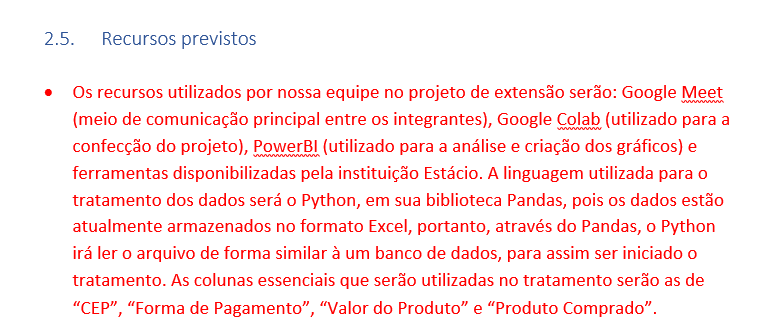 2.5. Recursos previstos
• Os recursos utilizados por nossa equipe no projeto de extensão serão: Google Meet
(meio de comunicação principal entre os integrantes), Google Colab (utilizado para a
confecção do projeto), PowerBI (utilizado para a análise e criação dos gráficos) e
ferramentas disponibilizadas pela instituição Estácio. A linguagem utilizada para o
tratamento dos dados será o Python, em sua biblioteca Pandas, pois os dados estão
atualmente armazenados no formato Excel, portanto, através do Pandas, o Python
irá ler o arquivo de forma similar à um banco de dados, para assim ser iniciado o
tratamento. As colunas essenciais que serão utilizadas no tratamento serão as de
“CEP”, “Forma de Pagamento”, “Valor do Produto” e “Produto Comprado”.